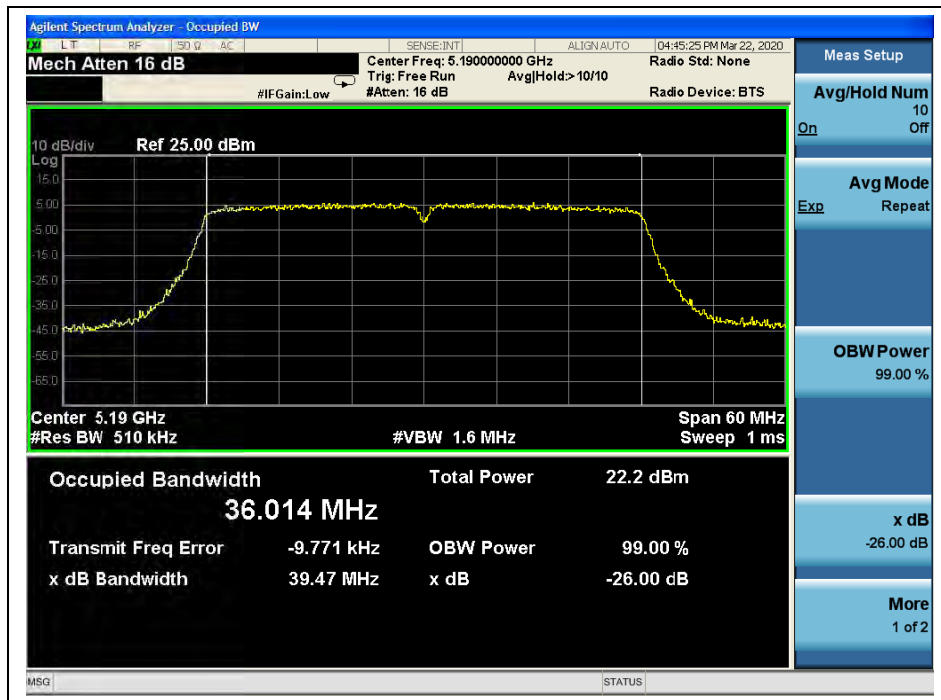 Agilent Spectrum Analyzer - Occupied BW
LXI LT RF 50 Ω AC SENSE:INT ALIGN AUTO 04:45:25 PM Mar 22, 2020
Mech Atten 16 dB Center Freq: 5.190000000 GHz Radio Std: None
Trig: Free Run Avg|Hold:>10/10
#IFGain:Low #Atten: 16 dB Radio Device: BTS
10 dB/div Ref 25.00 dBm
Log
15.0
5.00
-5.00
-15.0
-25.0
-35.0
-45.0
-55.0
-65.0
Center 5.19 GHz Span 60 MHz
#Res BW 510 kHz #VBW 1.6 MHz Sweep 1 ms
Occupied Bandwidth Total Power 22.2 dBm
36.014 MHz
Transmit Freq Error -9.771 kHz OBW Power 99.00 %
x dB Bandwidth 39.47 MHz x dB -26.00 dB
MSG STATUS
Meas Setup
Avg/Hold Num
10
On Off
Avg Mode
Exp Repeat
OBW Power
99.00 %
x dB
-26.00 dB
More
1 of 2